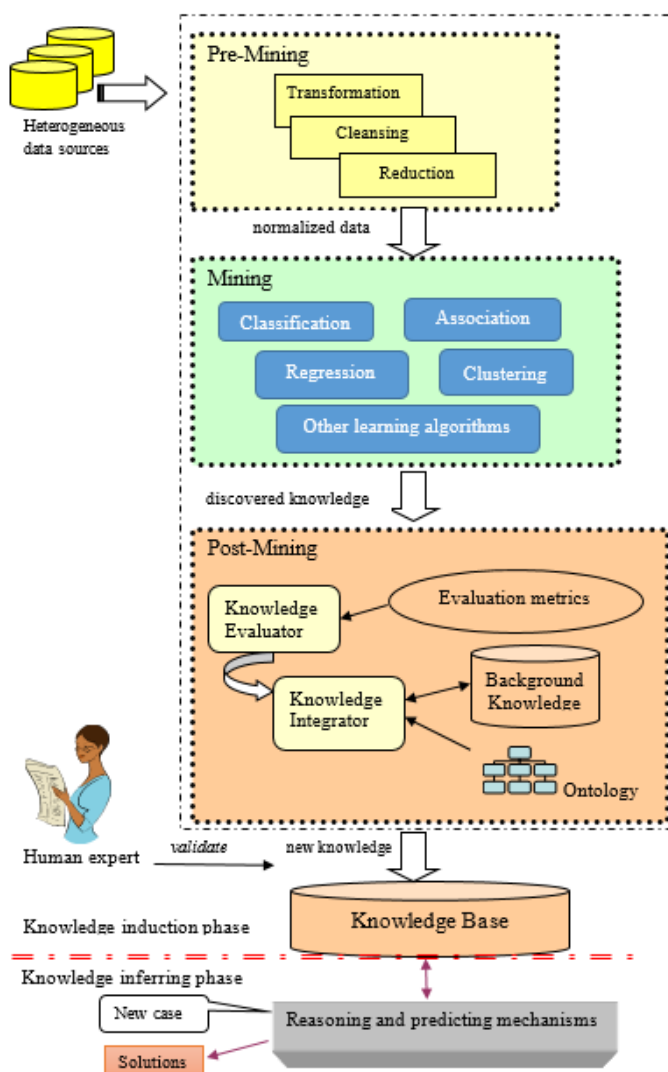 Pre-Mining
Transformation
Cleansing
Reduction
Heterogeneous
data sources
normalized data
Mining
Classification
Association
Regression
Clustering
Other learning algorithms
discovered knowledge
Post-Mining
Knowledge
Evaluator
Evaluation metrics
Knowledge
Integrator
Background
Knowledge
Ontology
Human expert
validate
new knowledge
Knowledge Base
Knowledge induction phase
Knowledge inferring phase
New case
Reasoning and predicting mechanisms
Solutions